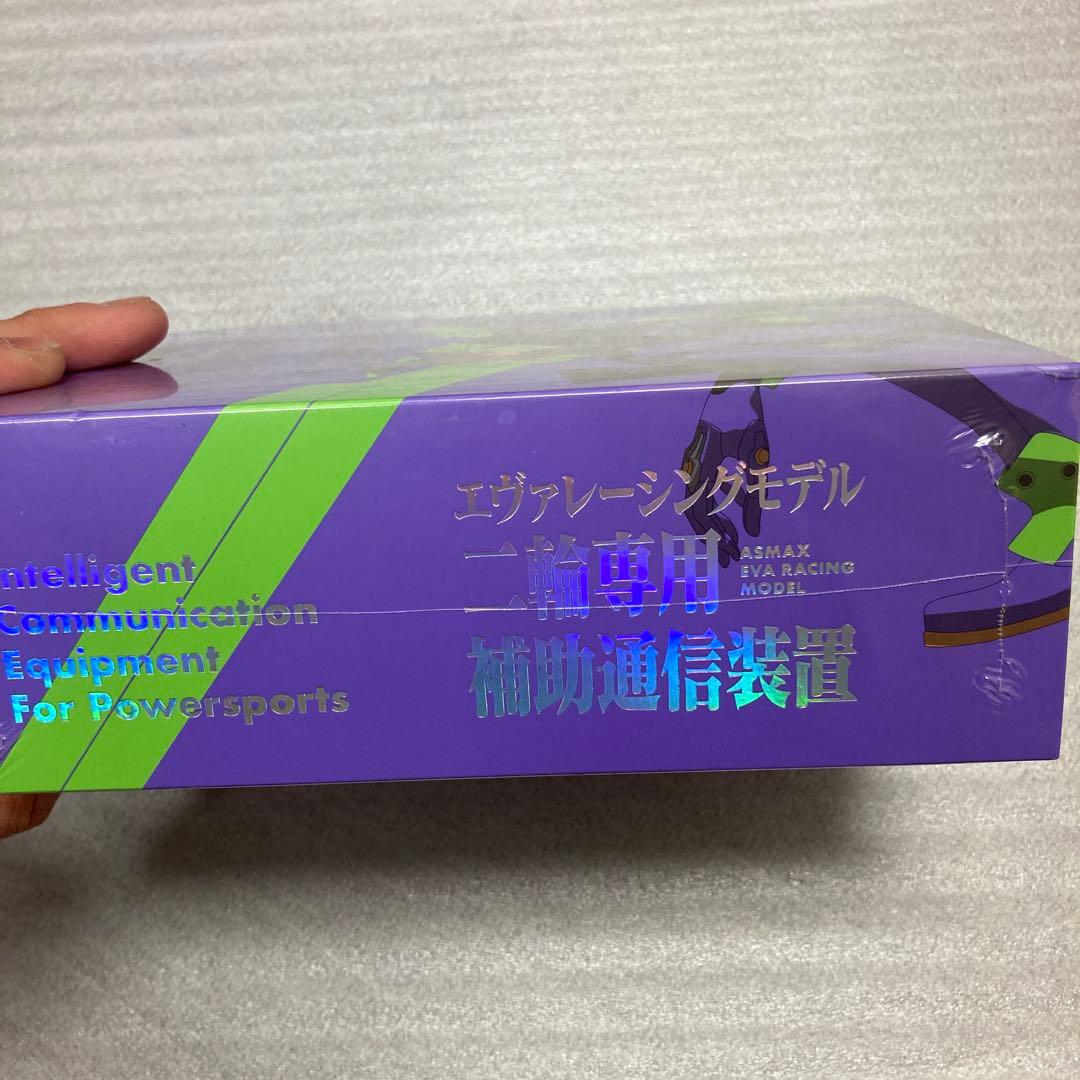 ntelligent
Communication
Equipment
For Powersports
エヴァレーシングモデル
二輪専用
ASMAX
EVA RACING
MODEL
補助通信装置